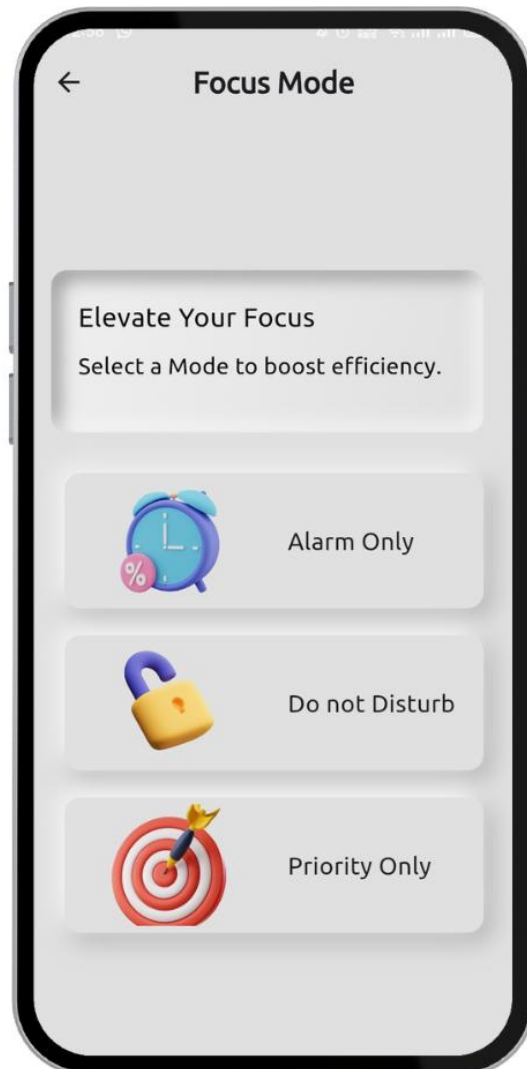 Focus Mode
Elevate Your Focus
Select a Mode to boost efficiency.
Alarm Only
%
Do not Disturb
Priority Only